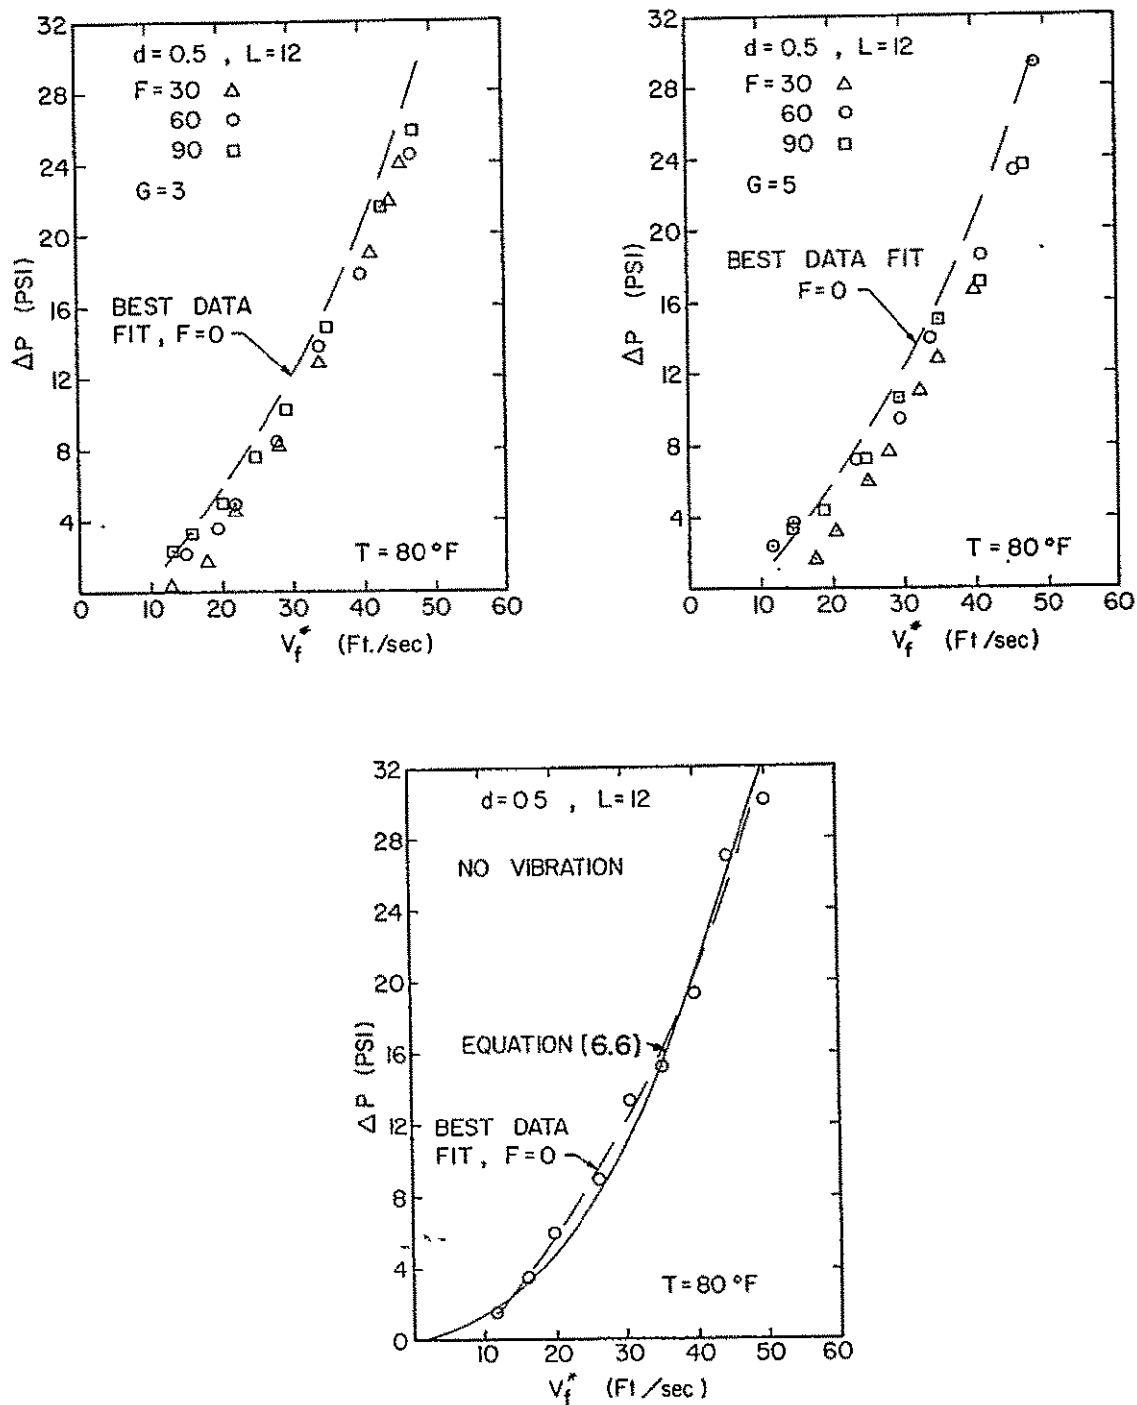 32
28
24
20
16
12
8
4
0 10 20 30 40 50 60
ΔP (PSI)
V_f^* (Ft./sec)
d=0.5 , L=12
F=30 △
60 ○
90 □
G=3
BEST DATA
FIT, F=0
T=80°F
32
28
24
20
16
12
8
4
0 10 20 30 40 50 60
ΔP (PSI)
V_f^* (Ft/sec)
d=0.5 , L=12
F=30 △
60 ○
90 □
G=5
BEST DATA FIT
F=0
T=80°F
32
28
24
20
16
12
8
4
0
10 20 30 40 50 60
ΔP (PSI)
V_f^* (Ft/sec)
d=05 , L=12
NO VIBRATION
EQUATION (6.6)
BEST DATA
FIT, F=0
T=80°F